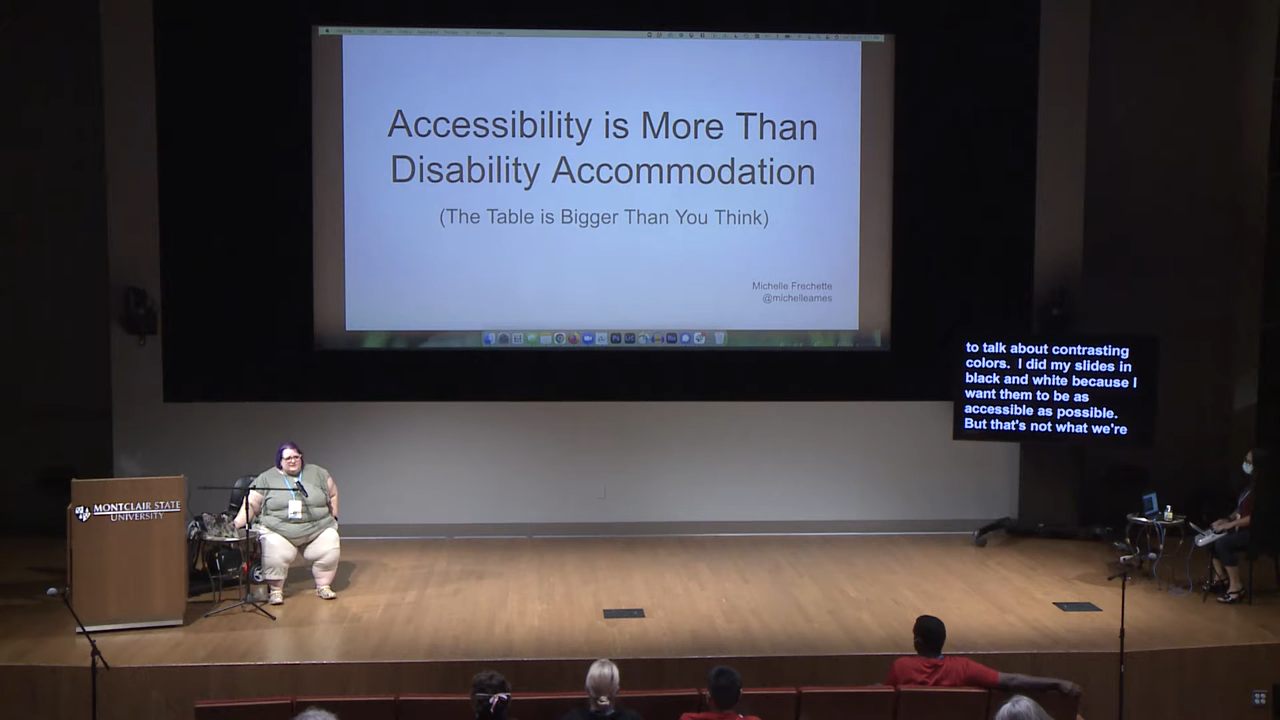 Accessibility is More Than
Disability Accommodation
(The Table is Bigger Than You Think)
Michelle Frechette
@michelleames
to talk about contrasting
colors.  I did my slides in
black and white because I
want them to be as
accessible as possible.
But that's not what we're
MONTCLAIR STATE
UNIVERSITY